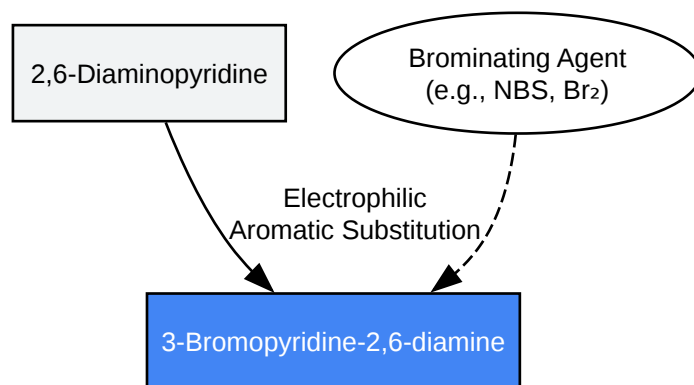 2,6-Diaminopyridine
Brominating Agent
(e.g., NBS, Br₂)
Electrophilic
Aromatic Substitution
3-Bromopyridine-2,6-diamine